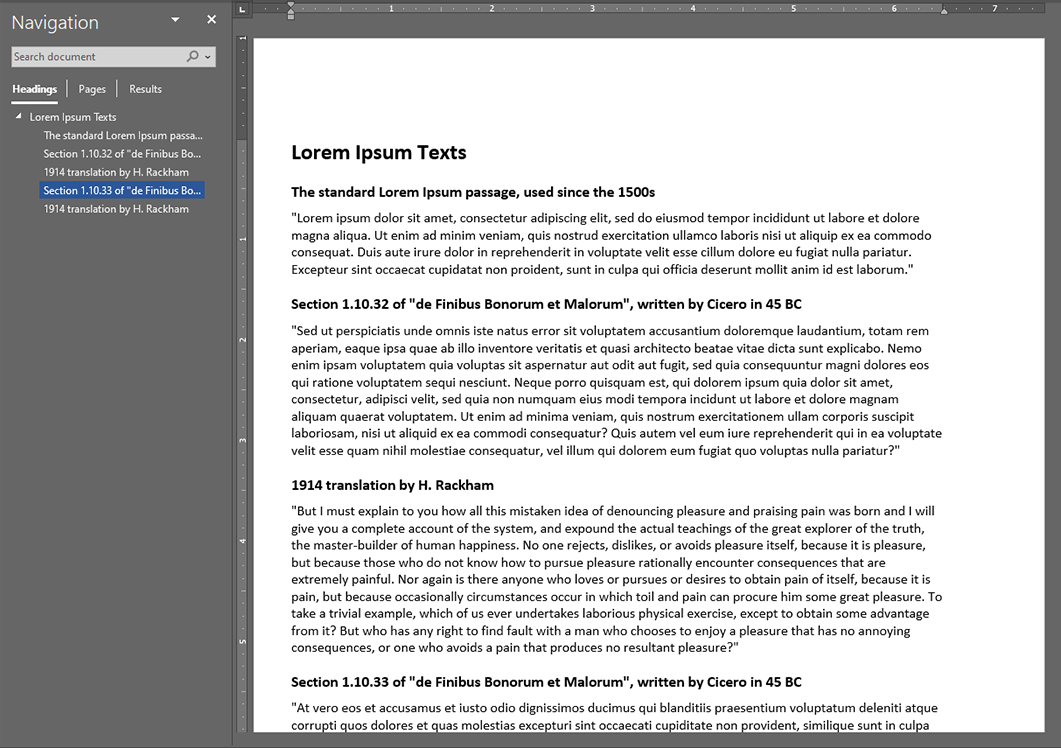 Navigation
Search document
Headings
Pages
Results
Lorem Ipsum Texts
The standard Lorem Ipsum passa...
Section 1.10.32 of "de Finibus Bo...
1914 translation by H. Rackham
Section 1.10.33 of "de Finibus Bo...
1914 translation by H. Rackham
L
1 2 3 4 5 6 7
1
1
2
3
4
5
Lorem Ipsum Texts
The standard Lorem Ipsum passage, used since the 1500s
"Lorem ipsum dolor sit amet, consectetur adipiscing elit, sed do eiusmod tempor incididunt ut labore et dolore
magna aliqua. Ut enim ad minim veniam, quis nostrud exercitation ullamco laboris nisi ut aliquip ex ea commodo
consequat. Duis aute irure dolor in reprehenderit in voluptate velit esse cillum dolore eu fugiat nulla pariatur.
Excepteur sint occaecat cupidatat non proident, sunt in culpa qui officia deserunt mollit anim id est laborum."
Section 1.10.32 of "de Finibus Bonorum et Malorum", written by Cicero in 45 BC
"Sed ut perspiciatis unde omnis iste natus error sit voluptatem accusantium doloremque laudantium, totam rem
aperiam, eaque ipsa quae ab illo inventore veritatis et quasi architecto beatae vitae dicta sunt explicabo. Nemo
enim ipsam voluptatem quia voluptas sit aspernatur aut odit aut fugit, sed quia consequuntur magni dolores eos
qui ratione voluptatem sequi nesciunt. Neque porro quisquam est, qui dolorem ipsum quia dolor sit amet,
consectetur, adipisci velit, sed quia non numquam eius modi tempora incidunt ut labore et dolore magnam
aliquam quaerat voluptatem. Ut enim ad minima veniam, quis nostrum exercitationem ullam corporis suscipit
laboriosam, nisi ut aliquid ex ea commodi consequatur? Quis autem vel eum iure reprehenderit qui in ea voluptate
velit esse quam nihil molestiae consequatur, vel illum qui dolorem eum fugiat quo voluptas nulla pariatur?"
1914 translation by H. Rackham
"But I must explain to you how all this mistaken idea of denouncing pleasure and praising pain was born and I will
give you a complete account of the system, and expound the actual teachings of the great explorer of the truth,
the master-builder of human happiness. No one rejects, dislikes, or avoids pleasure itself, because it is pleasure,
but because those who do not know how to pursue pleasure rationally encounter consequences that are
extremely painful. Nor again is there anyone who loves or pursues or desires to obtain pain of itself, because it is
pain, but because occasionally circumstances occur in which toil and pain can procure him some great pleasure. To
take a trivial example, which of us ever undertakes laborious physical exercise, except to obtain some advantage
from it? But who has any right to find fault with a man who chooses to enjoy a pleasure that has no annoying
consequences, or one who avoids a pain that produces no resultant pleasure?"
Section 1.10.33 of "de Finibus Bonorum et Malorum", written by Cicero in 45 BC
"At vero eos et accusamus et iusto odio dignissimos ducimus qui blanditiis praesentium voluptatum deleniti atque
corrupti quos dolores et quas molestias excepturi sint occaecati cupiditate non provident, similique sunt in culpa